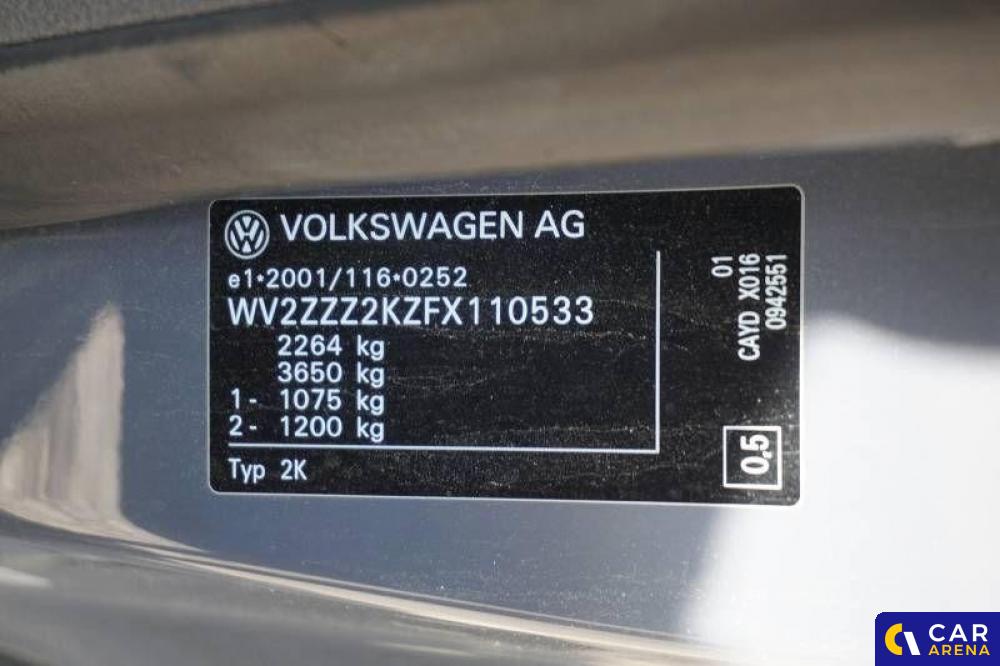 VOLKSWAGEN AG
e1*2001/116*0252
WV2ZZZ2KZFX110533
2264 kg
3650 kg
1- 1075 kg
2- 1200 kg
Typ 2K
01
CAYD X016
0942551
0,5
CAR
ARENA